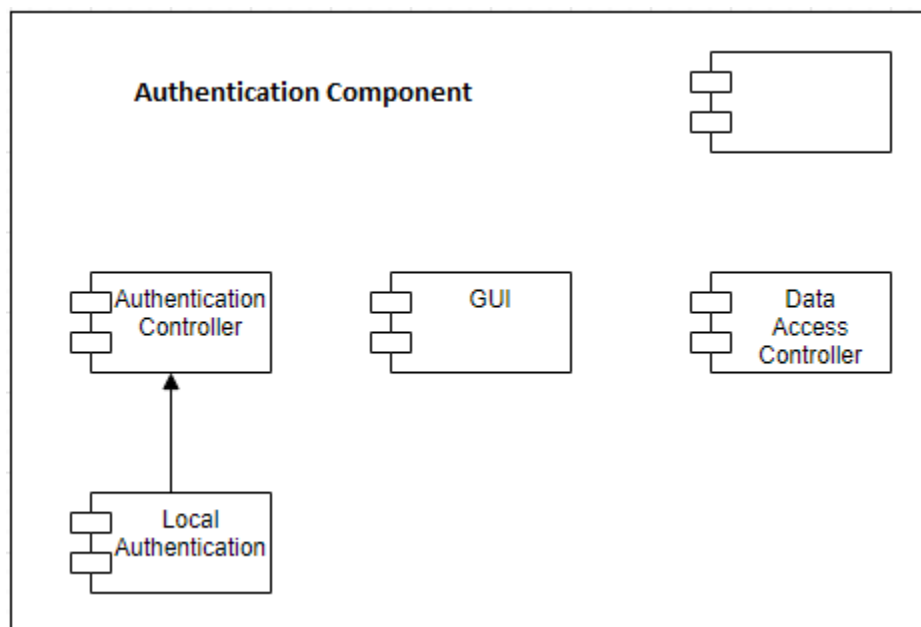 Authentication Component
Authentication
Controller
GUI
Data
Access
Controller
Local
Authentication